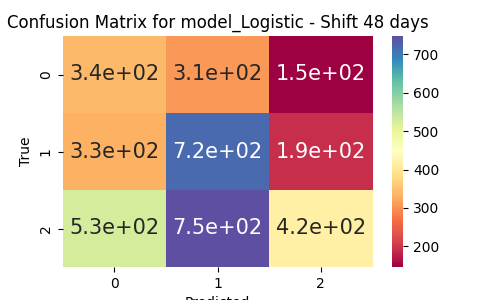 Confusion Matrix for model_Logistic - Shift 48 days
0 3.4e+02 3.1e+02 1.5e+02
1 3.3e+02 7.2e+02 1.9e+02
2 5.3e+02 7.5e+02 4.2e+02
0 1 2
True
Predicted
700
600
500
400
300
200